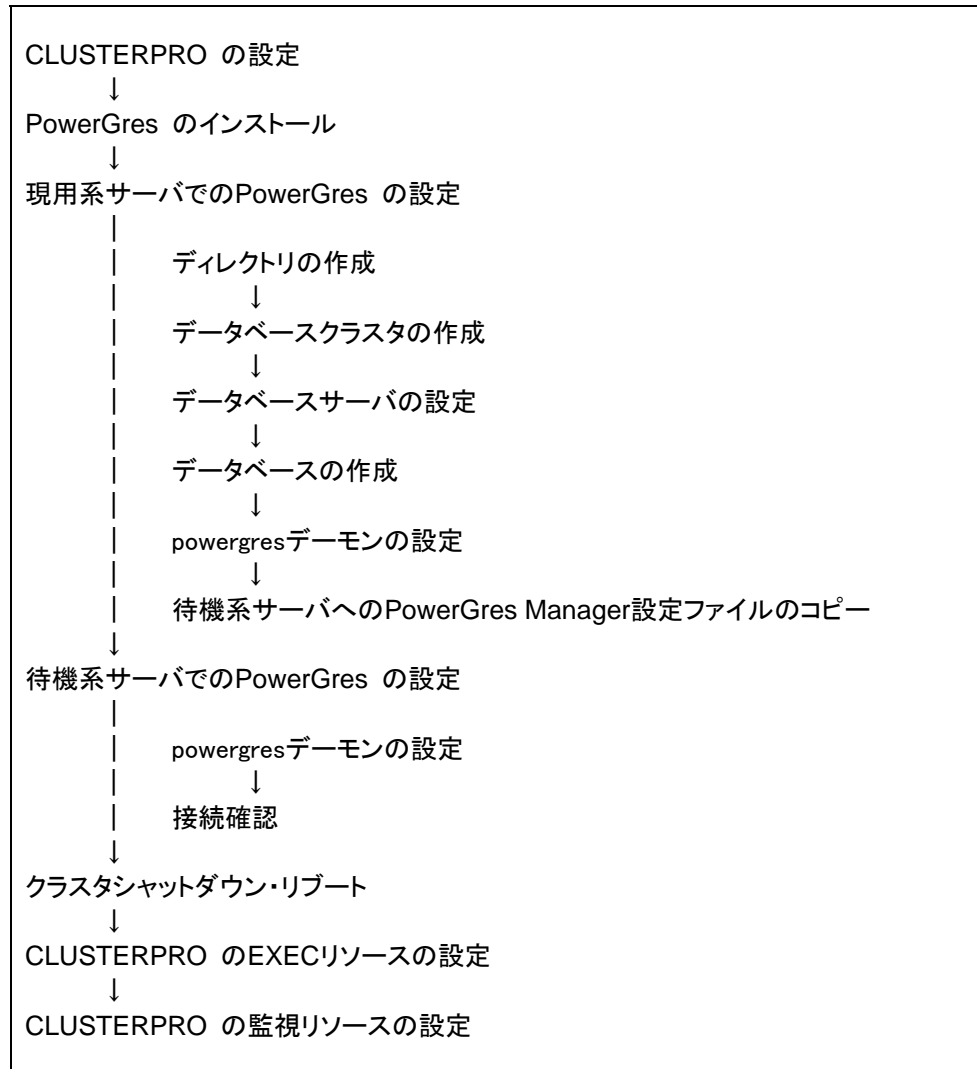 CLUSTERPRO の設定
↓
PowerGres のインストール
↓
現用系サーバでのPowerGres の設定
|
| ディレクトリの作成
| ↓
| データベースクラスタの作成
| ↓
| データベースサーバの設定
| ↓
| データベースの作成
| ↓
| powergresデーモンの設定
| ↓
| 待機系サーバへのPowerGres Manager設定ファイルのコピー
↓
待機系サーバでのPowerGres の設定
|
| powergresデーモンの設定
| ↓
| 接続確認
↓
クラスタシャットダウン・リブート
↓
CLUSTERPRO のEXECリソースの設定
↓
CLUSTERPRO の監視リソースの設定